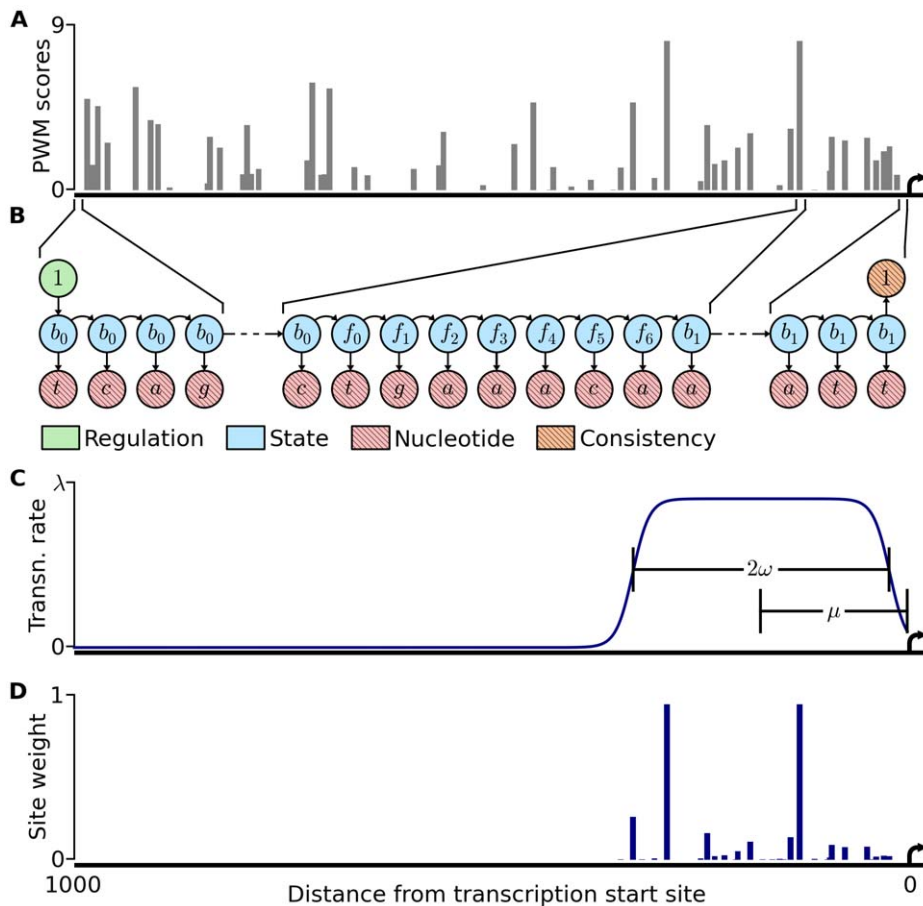 A
9
PWM scores
0
B
1 1
b0 b0 b0 b0 b0 f0 f1 f2 f3 f4 f5 f6 b1 b1 b1 b1
t c a g c t g a a a c a a a t t
Regulation State Nucleotide Consistency
C
λ
Transn. rate
2ω
μ
0
D
1
Site weight
0
1000 Distance from transcription start site 0